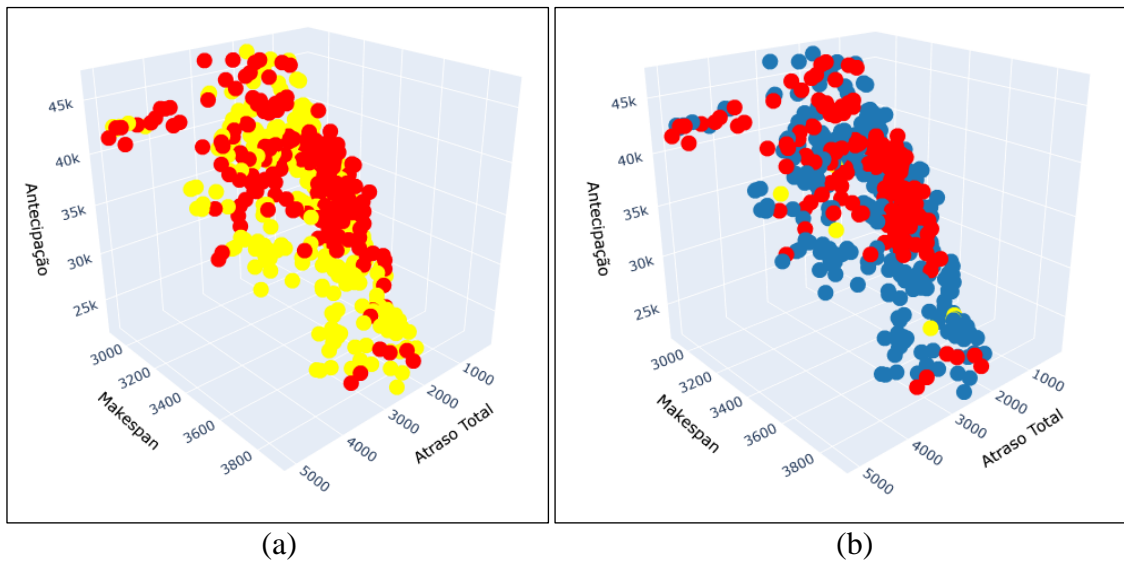 45k
40k
35k
30k
25k
Antecipação
3000
3200
3400
3600
3800
Makespan
5000
4000
3000
2000
1000
Atraso Total
(a)
45k
40k
35k
30k
25k
Antecipação
3000
3200
3400
3600
3800
Makespan
5000
4000
3000
2000
1000
Atraso Total
(b)